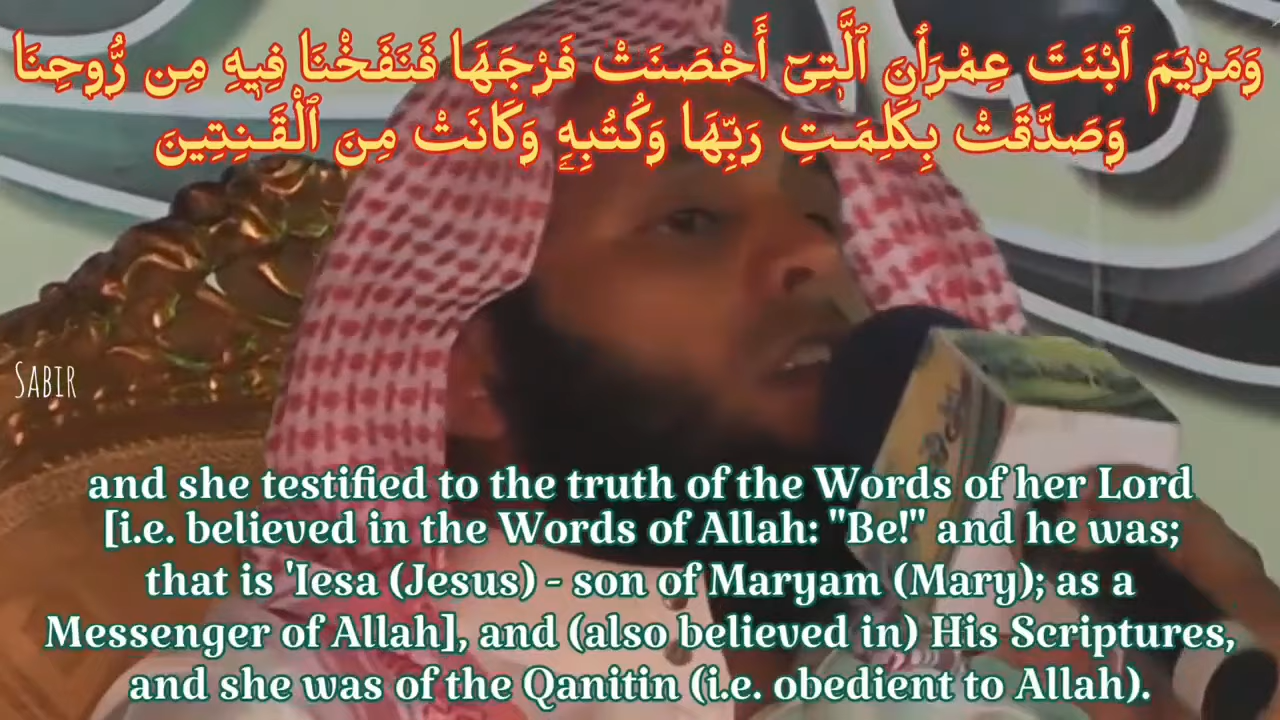 وَمَرْيَمَ ٱبْنَتَ عِمْرَٰنَ ٱلَّتِىٓ أَحْصَنَتْ فَرْجَهَا فَنَفَخْنَا فِيهِ مِن رُّوحِنَا
وَصَدَّقَتْ بِكَلِمَـٰتِ رَبِّهَا وَكُتُبِهِۦ وَكَانَتْ مِنَ ٱلْقَـٰنِتِينَ
SABIR
and she testified to the truth of the Words of her Lord
[i.e. believed in the Words of Allah: "Be!" and he was;
that is 'Iesa (Jesus) - son of Maryam (Mary); as a
Messenger of Allah], and (also believed in) His Scriptures,
and she was of the Qanitin (i.e. obedient to Allah).